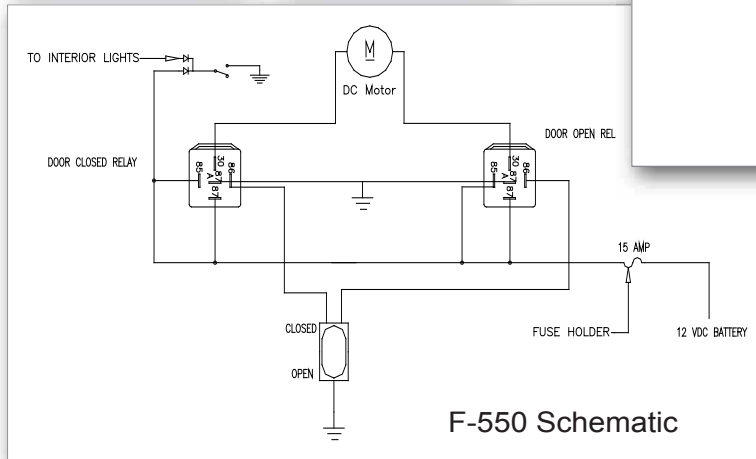 TO INTERIOR LIGHTS
M
DC Motor
DOOR CLOSED RELAY
DOOR OPEN REL
30
87
A
87
85
86
30
87
A
87
85
86
15 AMP
CLOSED
OPEN
FUSE HOLDER
12 VDC BATTERY
F-550 Schematic